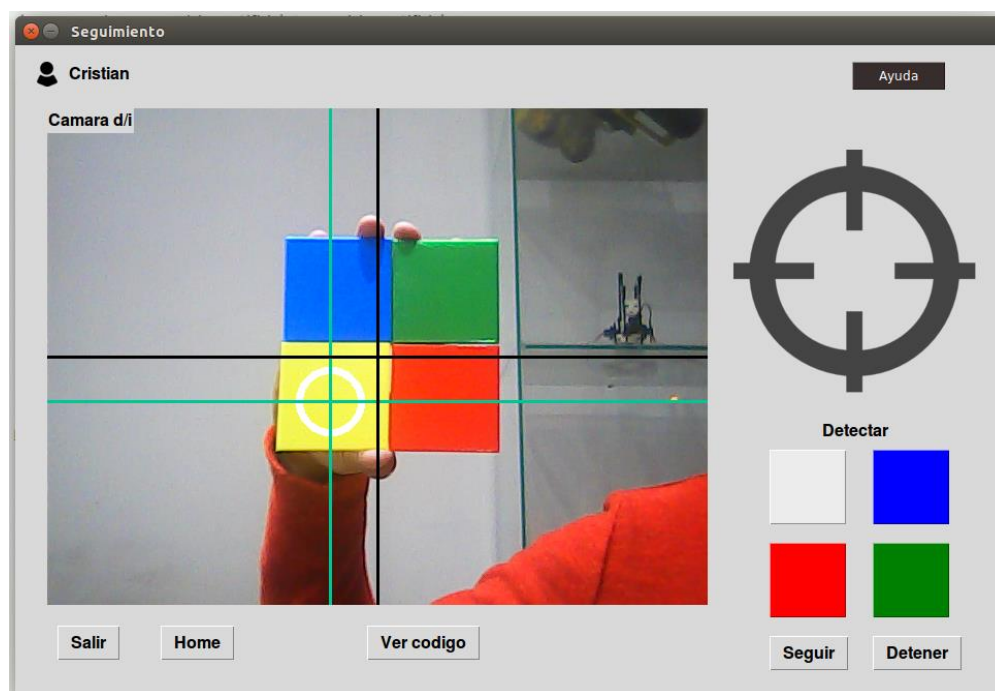 Seguimiento
Cristian
Ayuda
Camara d/i
Detectar
Salir
Home
Ver codigo
Seguir
Detener